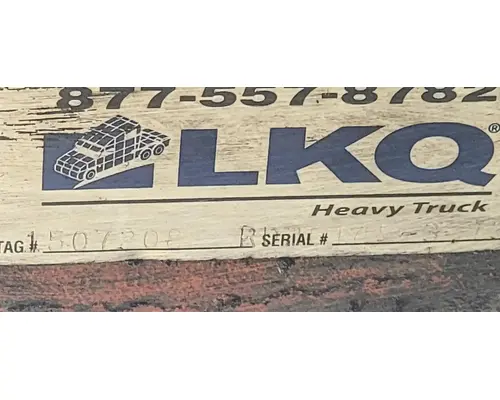 877-557-8782
LKQ®
Heavy Truck
TAG # SERIAL #